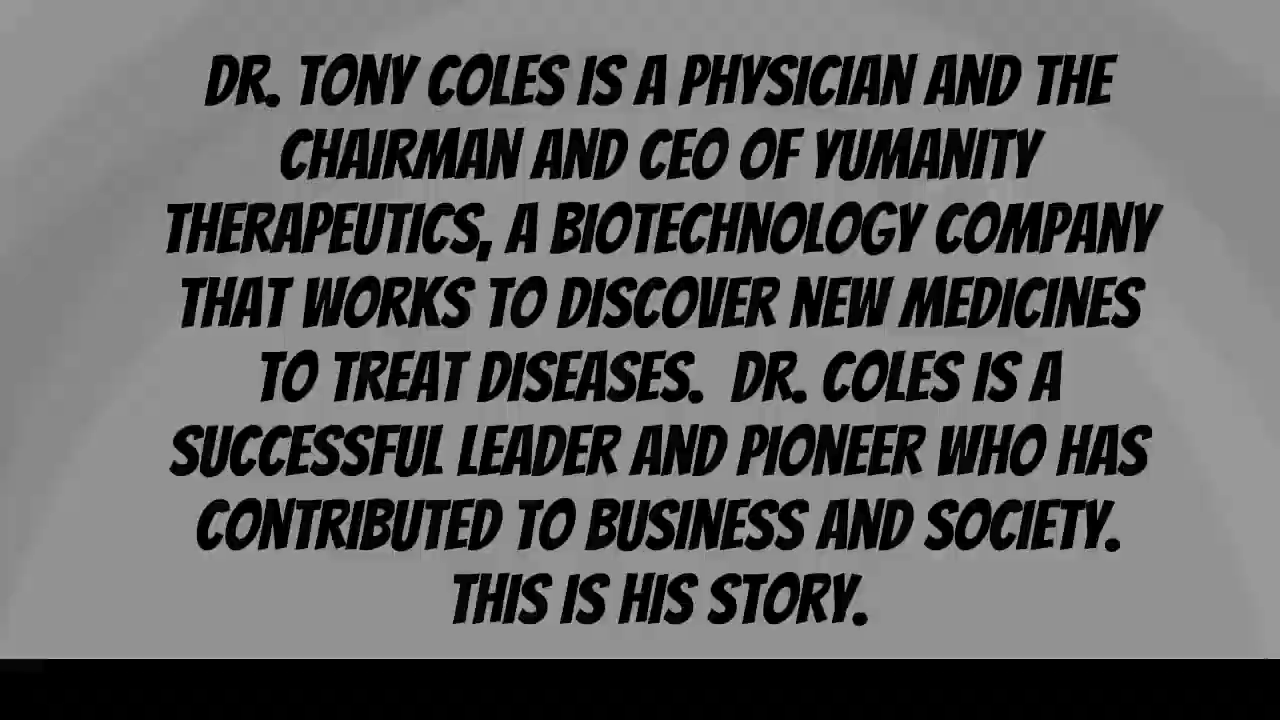 DR. TONY COLES IS A PHYSICIAN AND THE
CHAIRMAN AND CEO OF YUMANITY
THERAPEUTICS, A BIOTECHNOLOGY COMPANY
THAT WORKS TO DISCOVER NEW MEDICINES
TO TREAT DISEASES. DR. COLES IS A
SUCCESSFUL LEADER AND PIONEER WHO HAS
CONTRIBUTED TO BUSINESS AND SOCIETY.
THIS IS HIS STORY.